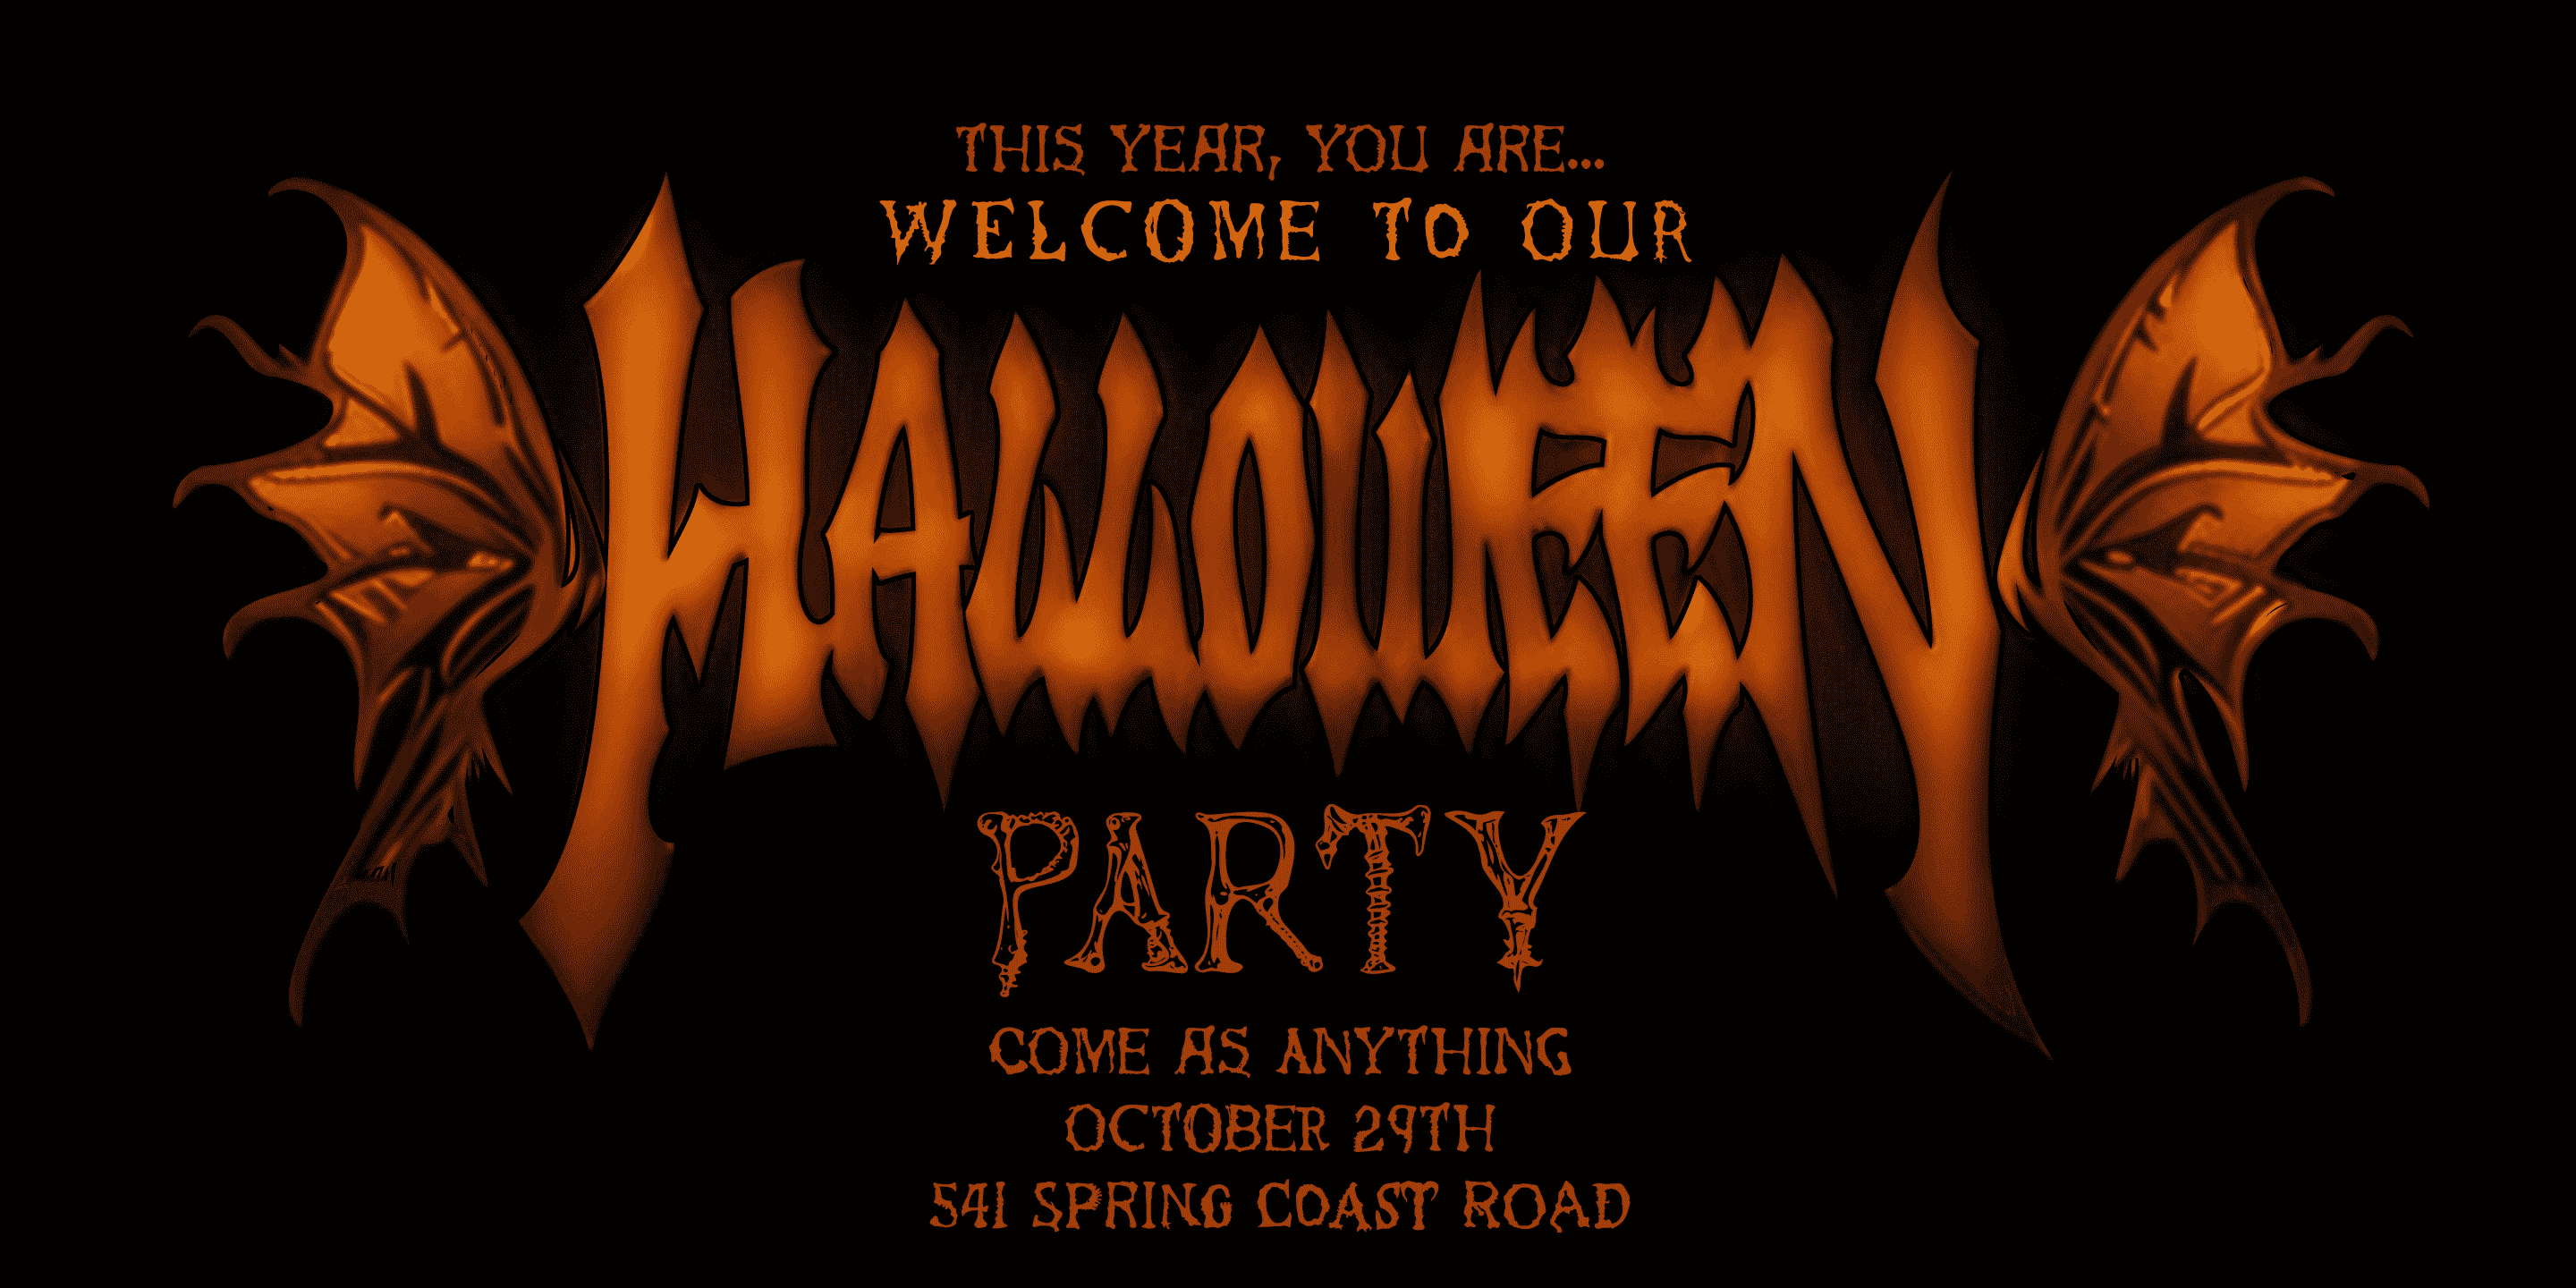 THIS YEAR, YOU ARE...
WELCOME TO OUR
HALLOWEEN
PARTY
COME AS ANYTHING
OCTOBER 29TH
541 SPRING COAST ROAD